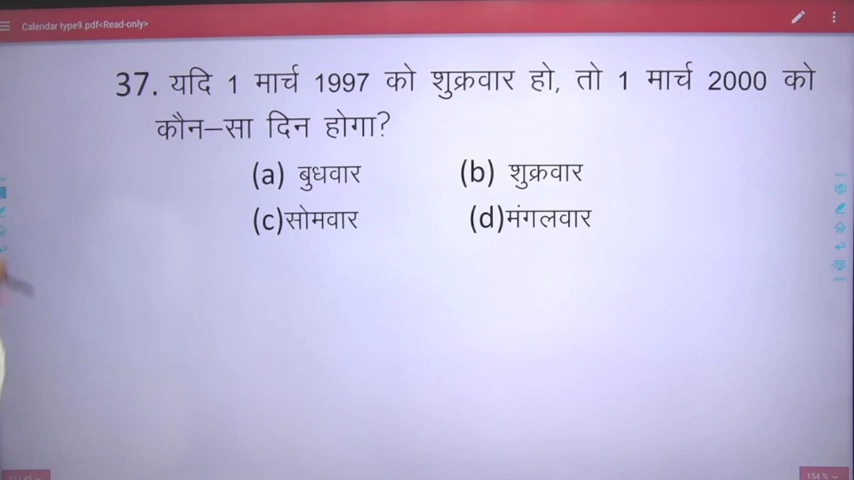 Calendar type9.pdf<Read-only>
37. यदि 1 मार्च 1997 को शुक्रवार हो, तो 1 मार्च 2000 को
कौन–सा दिन होगा?
(a) बुधवार (b) शुक्रवार
(c)सोमवार (d)मंगलवार
154 %